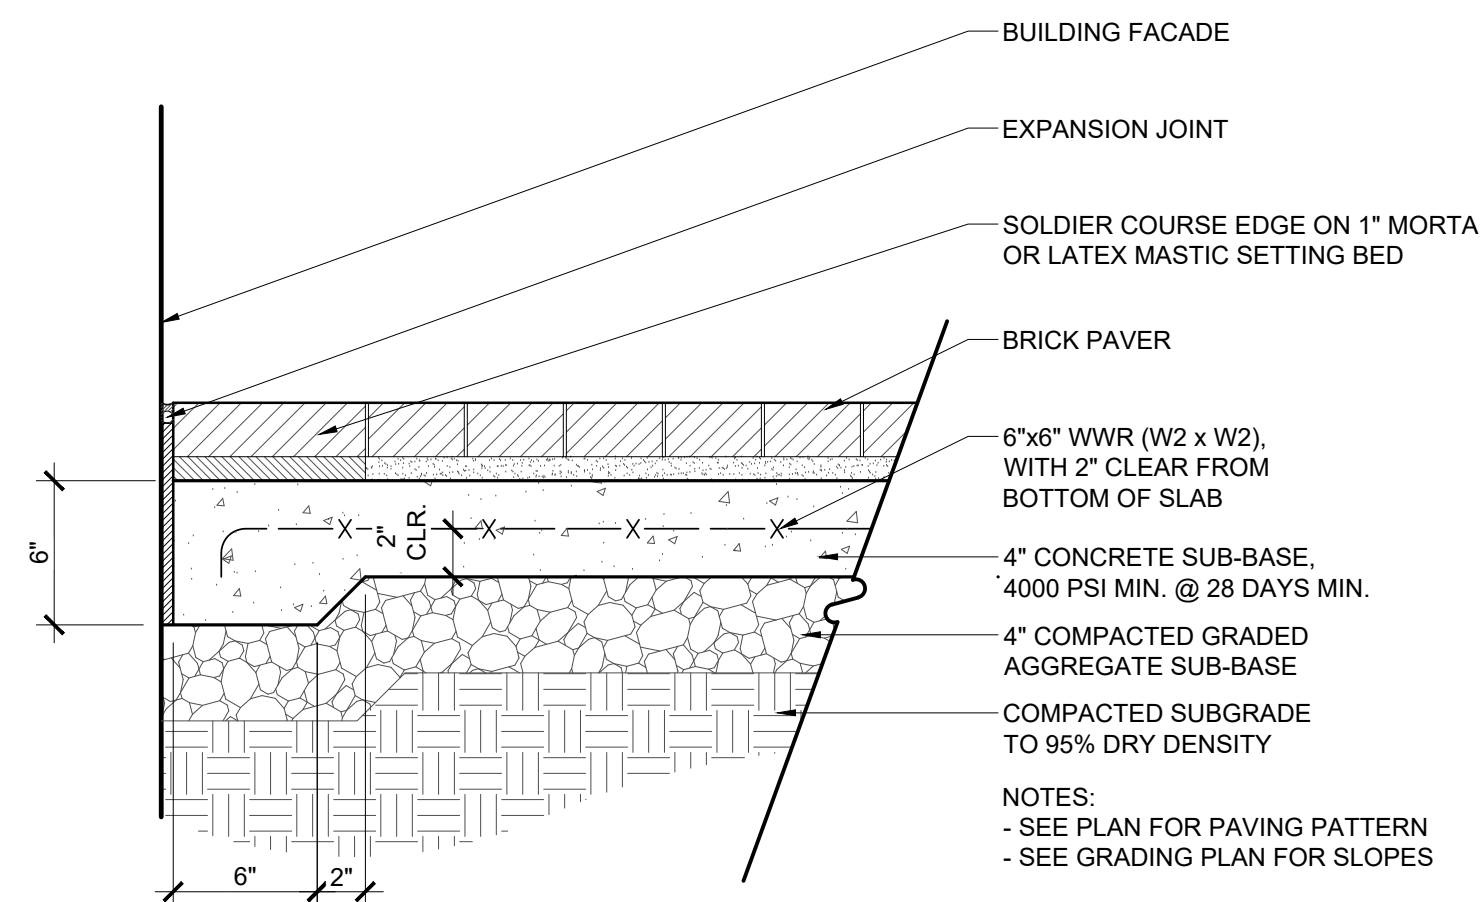 BUILDING FACADE
EXPANSION JOINT
SOLDIER COURSE EDGE ON 1" MORTA
OR LATEX MASTIC SETTING BED
BRICK PAVER
6"x6" WWR (W2 x W2),
WITH 2" CLEAR FROM
BOTTOM OF SLAB
4" CONCRETE SUB-BASE,
4000 PSI MIN. @ 28 DAYS MIN.
4" COMPACTED GRADED
AGGREGATE SUB-BASE
COMPACTED SUBGRADE
TO 95% DRY DENSITY
NOTES:
- SEE PLAN FOR PAVING PATTERN
- SEE GRADING PLAN FOR SLOPES
6"
2"
CLR.
6"
2"